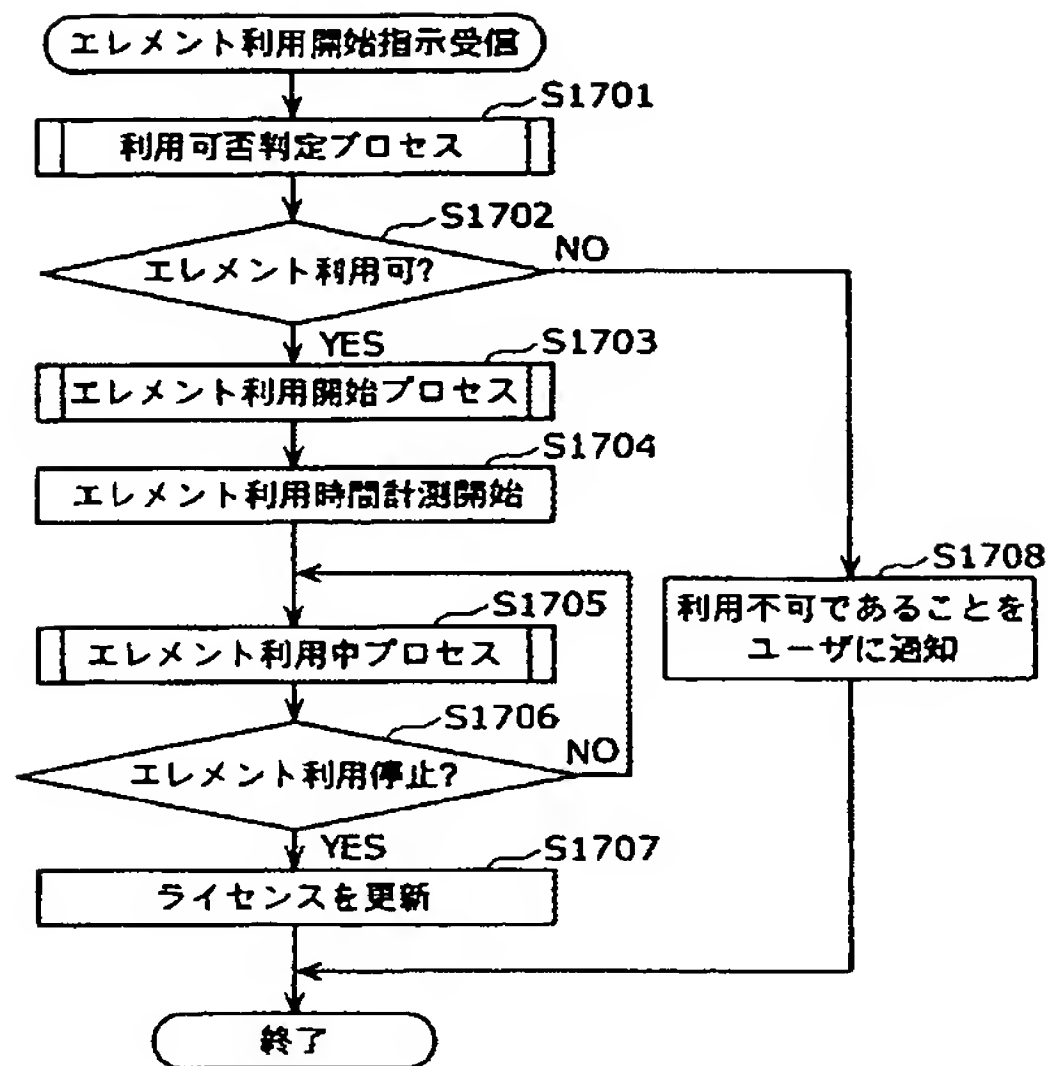 エレメント利用開始指示受信
S1701
利用可否判定プロセス
S1702
エレメント利用可?
NO
YES
S1703
エレメント利用開始プロセス
S1704
エレメント利用時間計測開始
S1705
エレメント利用中プロセス
S1706
エレメント利用停止?
NO
YES
S1707
ライセンスを更新
S1708
利用不可であることを
ユーザに通知
終了